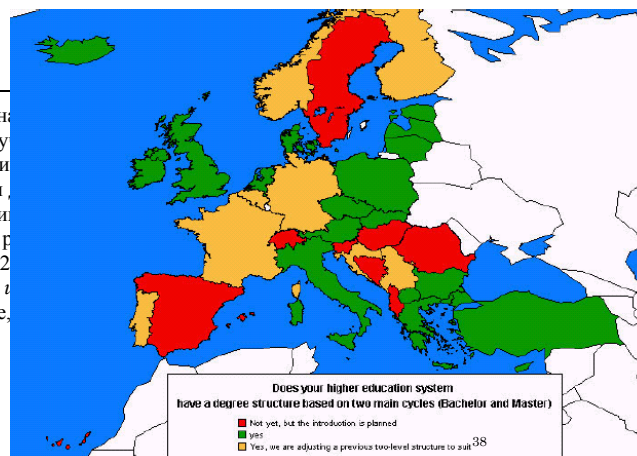 Does your higher education system
have a degree structure based on two main cycles (Bachelor and Master)
Not yet, but the introduction is planned
yes
Yes, we are adjusting a previous two-level structure to suit 38